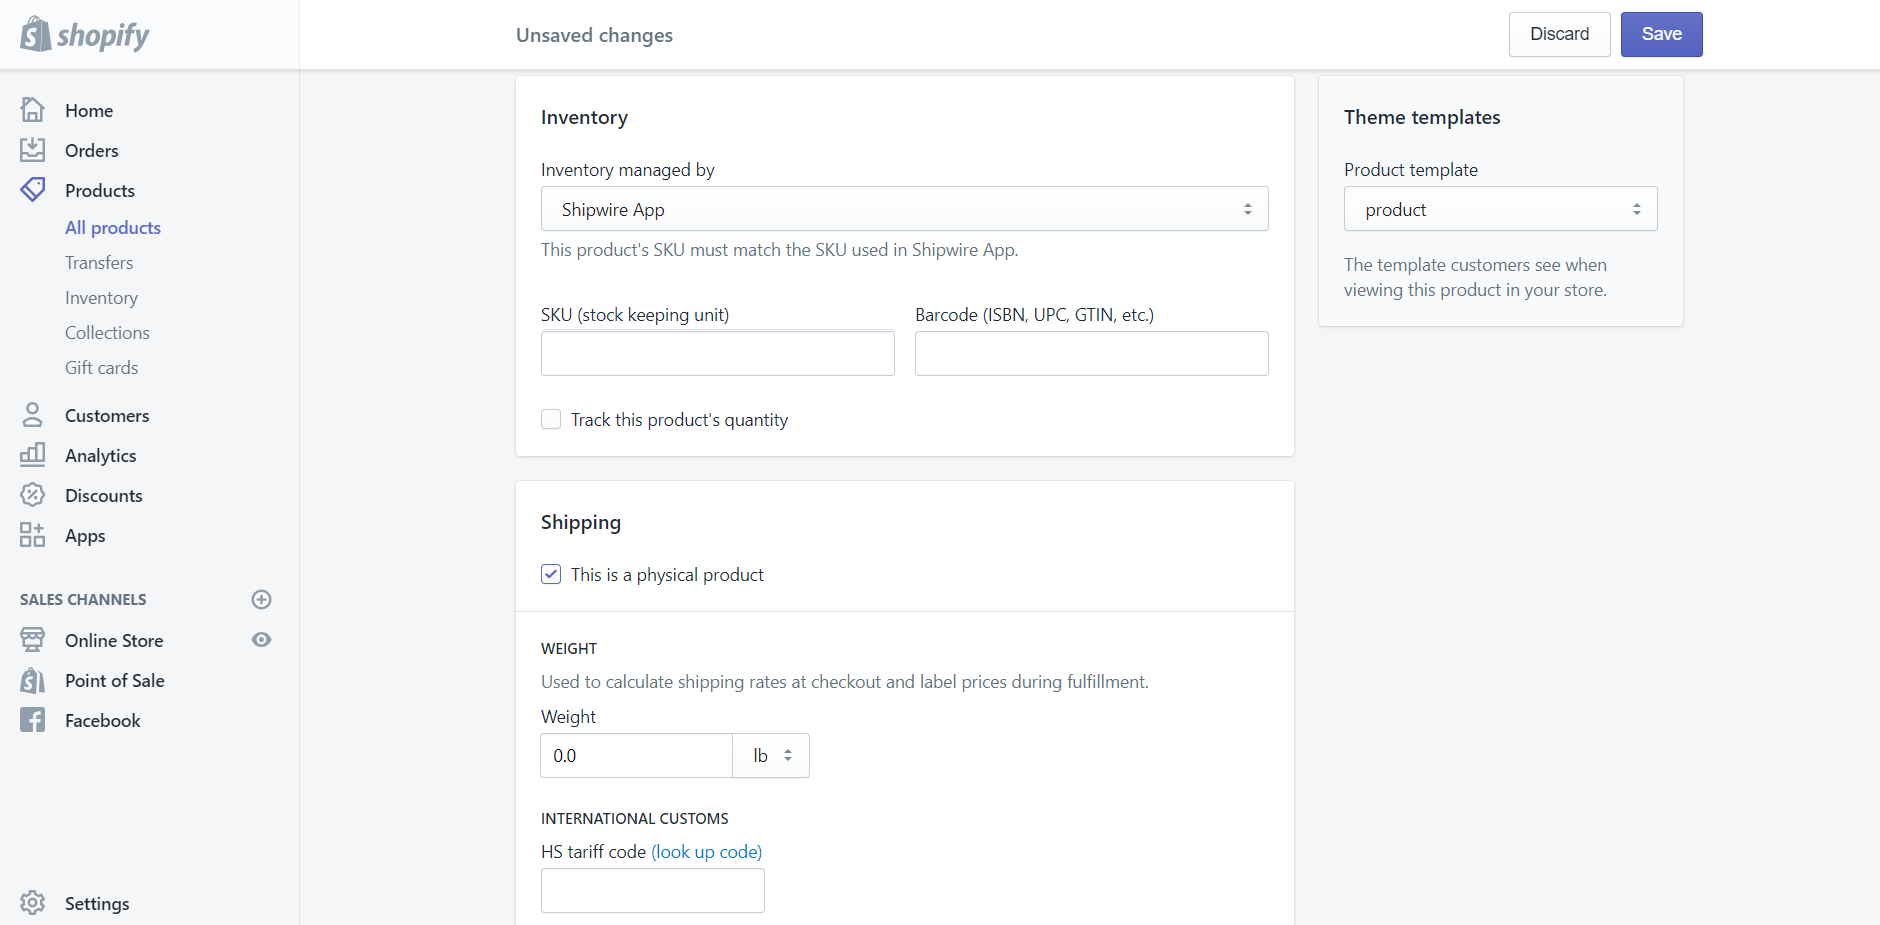 shopify
Unsaved changes
Discard
Save
Home
Orders
Products
All products
Transfers
Inventory
Collections
Gift cards
Customers
Analytics
Discounts
Apps
SALES CHANNELS
Online Store
Point of Sale
Facebook
Settings
Inventory
Inventory managed by
Shipwire App
This product's SKU must match the SKU used in Shipwire App.
SKU (stock keeping unit)
Barcode (ISBN, UPC, GTIN, etc.)
Track this product's quantity
Shipping
This is a physical product
WEIGHT
Used to calculate shipping rates at checkout and label prices during fulfillment.
Weight
0.0
lb
INTERNATIONAL CUSTOMS
HS tariff code (look up code)
Theme templates
Product template
product
The template customers see when
viewing this product in your store.